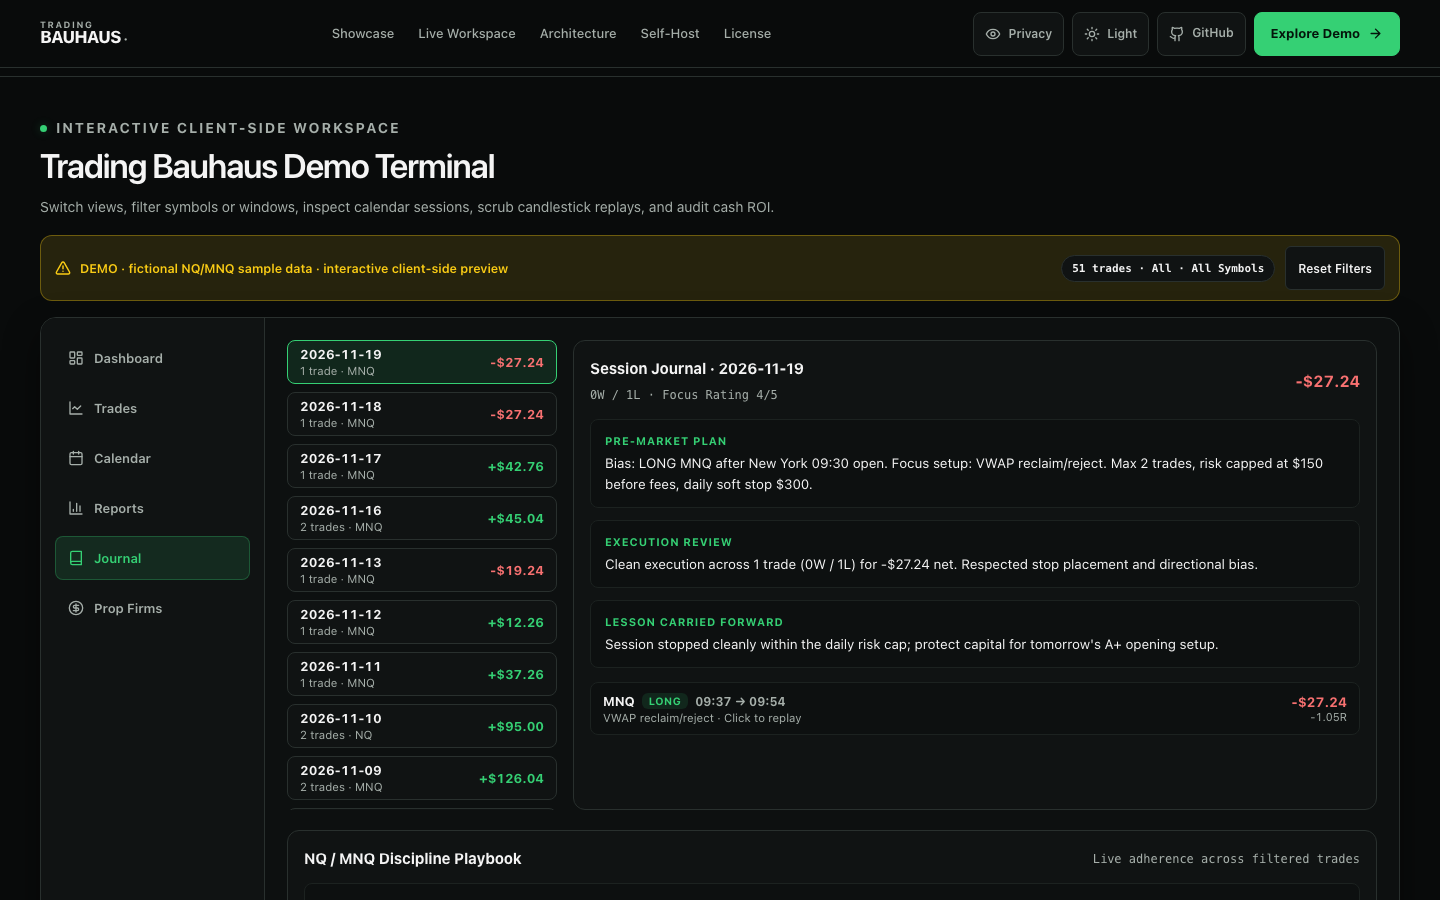 TRADING
BAUHAUS.
Showcase
Live Workspace
Architecture
Self-Host
License
Privacy
Light
GitHub
Explore Demo →
INTERACTIVE CLIENT-SIDE WORKSPACE
Trading Bauhaus Demo Terminal
Switch views, filter symbols or windows, inspect calendar sessions, scrub candlestick replays, and audit cash ROI.
DEMO · fictional NQ/MNQ sample data · interactive client-side preview
51 trades · All · All Symbols
Reset Filters
Dashboard
Trades
Calendar
Reports
Journal
Prop Firms
2026-11-19
1 trade · MNQ
-$27.24
2026-11-18
1 trade · MNQ
-$27.24
2026-11-17
1 trade · MNQ
+$42.76
2026-11-16
2 trades · MNQ
+$45.04
2026-11-13
1 trade · MNQ
-$19.24
2026-11-12
1 trade · MNQ
+$12.26
2026-11-11
1 trade · MNQ
+$37.26
2026-11-10
2 trades · NQ
+$95.00
2026-11-09
2 trades · MNQ
+$126.04
Session Journal · 2026-11-19
0W / 1L · Focus Rating 4/5
-$27.24
PRE-MARKET PLAN
Bias: LONG MNQ after New York 09:30 open. Focus setup: VWAP reclaim/reject. Max 2 trades, risk capped at $150
before fees, daily soft stop $300.
EXECUTION REVIEW
Clean execution across 1 trade (0W / 1L) for -$27.24 net. Respected stop placement and directional bias.
LESSON CARRIED FORWARD
Session stopped cleanly within the daily risk cap; protect capital for tomorrow's A+ opening setup.
MNQ LONG 09:37 → 09:54
VWAP reclaim/reject · Click to replay
-$27.24
-1.05R
NQ / MNQ Discipline Playbook
Live adherence across filtered trades